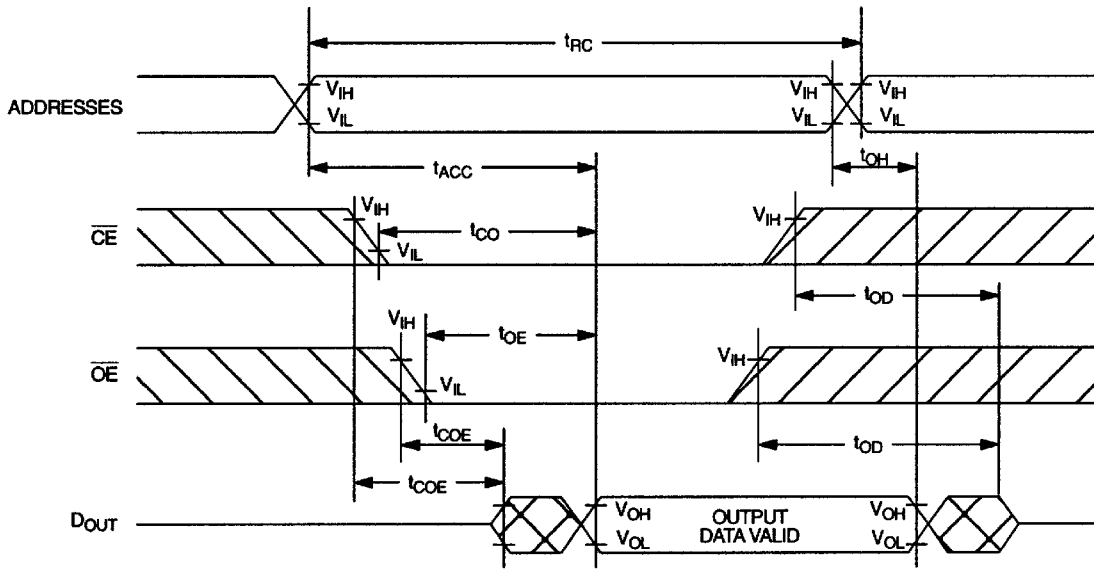 tRC
ADDRESSES
VIH
VIL
VIH
VIL
VIH
VIL
tACC
tOH
CE
VIH
VIL
tCO
VIH
tOD
OE
VIH
VIL
tOE
VIH
tCOE
tOD
tCOE
DOUT
VOH
VOL
OUTPUT
DATA VALID
VOH
VOL